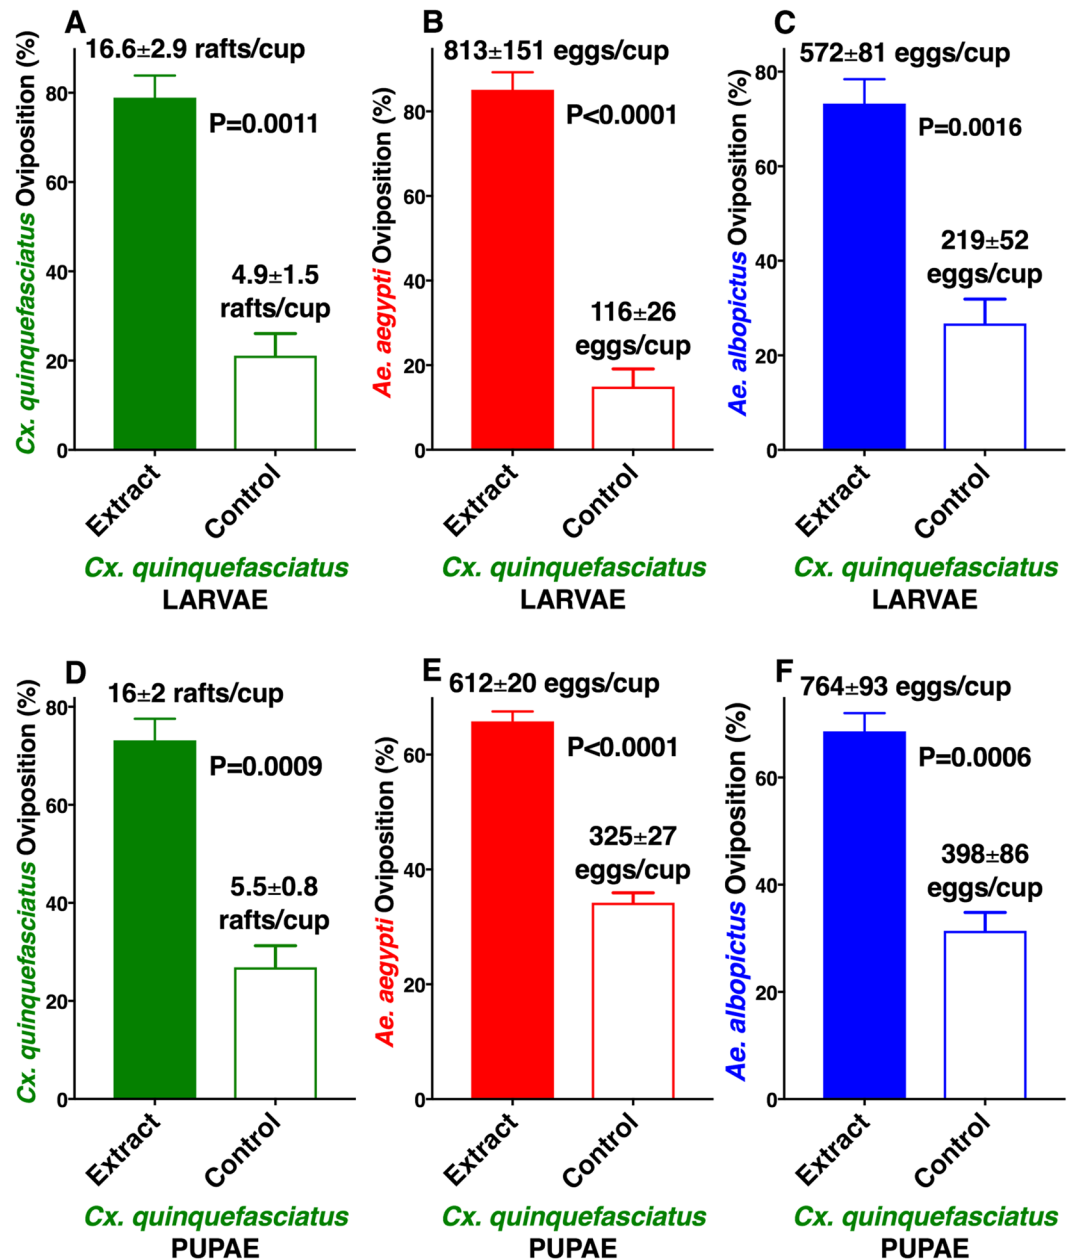 A
16.6±2.9 rafts/cup
Cx. quinquefasciatus Oviposition (%)
80
60
40
20
0
P=0.0011
4.9±1.5
rafts/cup
Extract
Control
Cx. quinquefasciatus
LARVAE
B
813±151 eggs/cup
Ae. aegypti Oviposition (%)
80
60
40
20
0
P<0.0001
116±26
eggs/cup
Extract
Control
Cx. quinquefasciatus
LARVAE
C
572±81 eggs/cup
Ae. albopictus Oviposition (%)
80
60
40
20
0
P=0.0016
219±52
eggs/cup
Extract
Control
Cx. quinquefasciatus
LARVAE
D
16±2 rafts/cup
Cx. quinquefasciatus Oviposition (%)
80
60
40
20
0
P=0.0009
5.5±0.8
rafts/cup
Extract
Control
Cx. quinquefasciatus
PUPAE
E
612±20 eggs/cup
Ae. aegypti Oviposition (%)
60
40
20
0
P<0.0001
325±27
eggs/cup
Extract
Control
Cx. quinquefasciatus
PUPAE
F
764±93 eggs/cup
Ae. albopictus Oviposition (%)
60
40
20
0
P=0.0006
398±86
eggs/cup
Extract
Control
Cx. quinquefasciatus
PUPAE